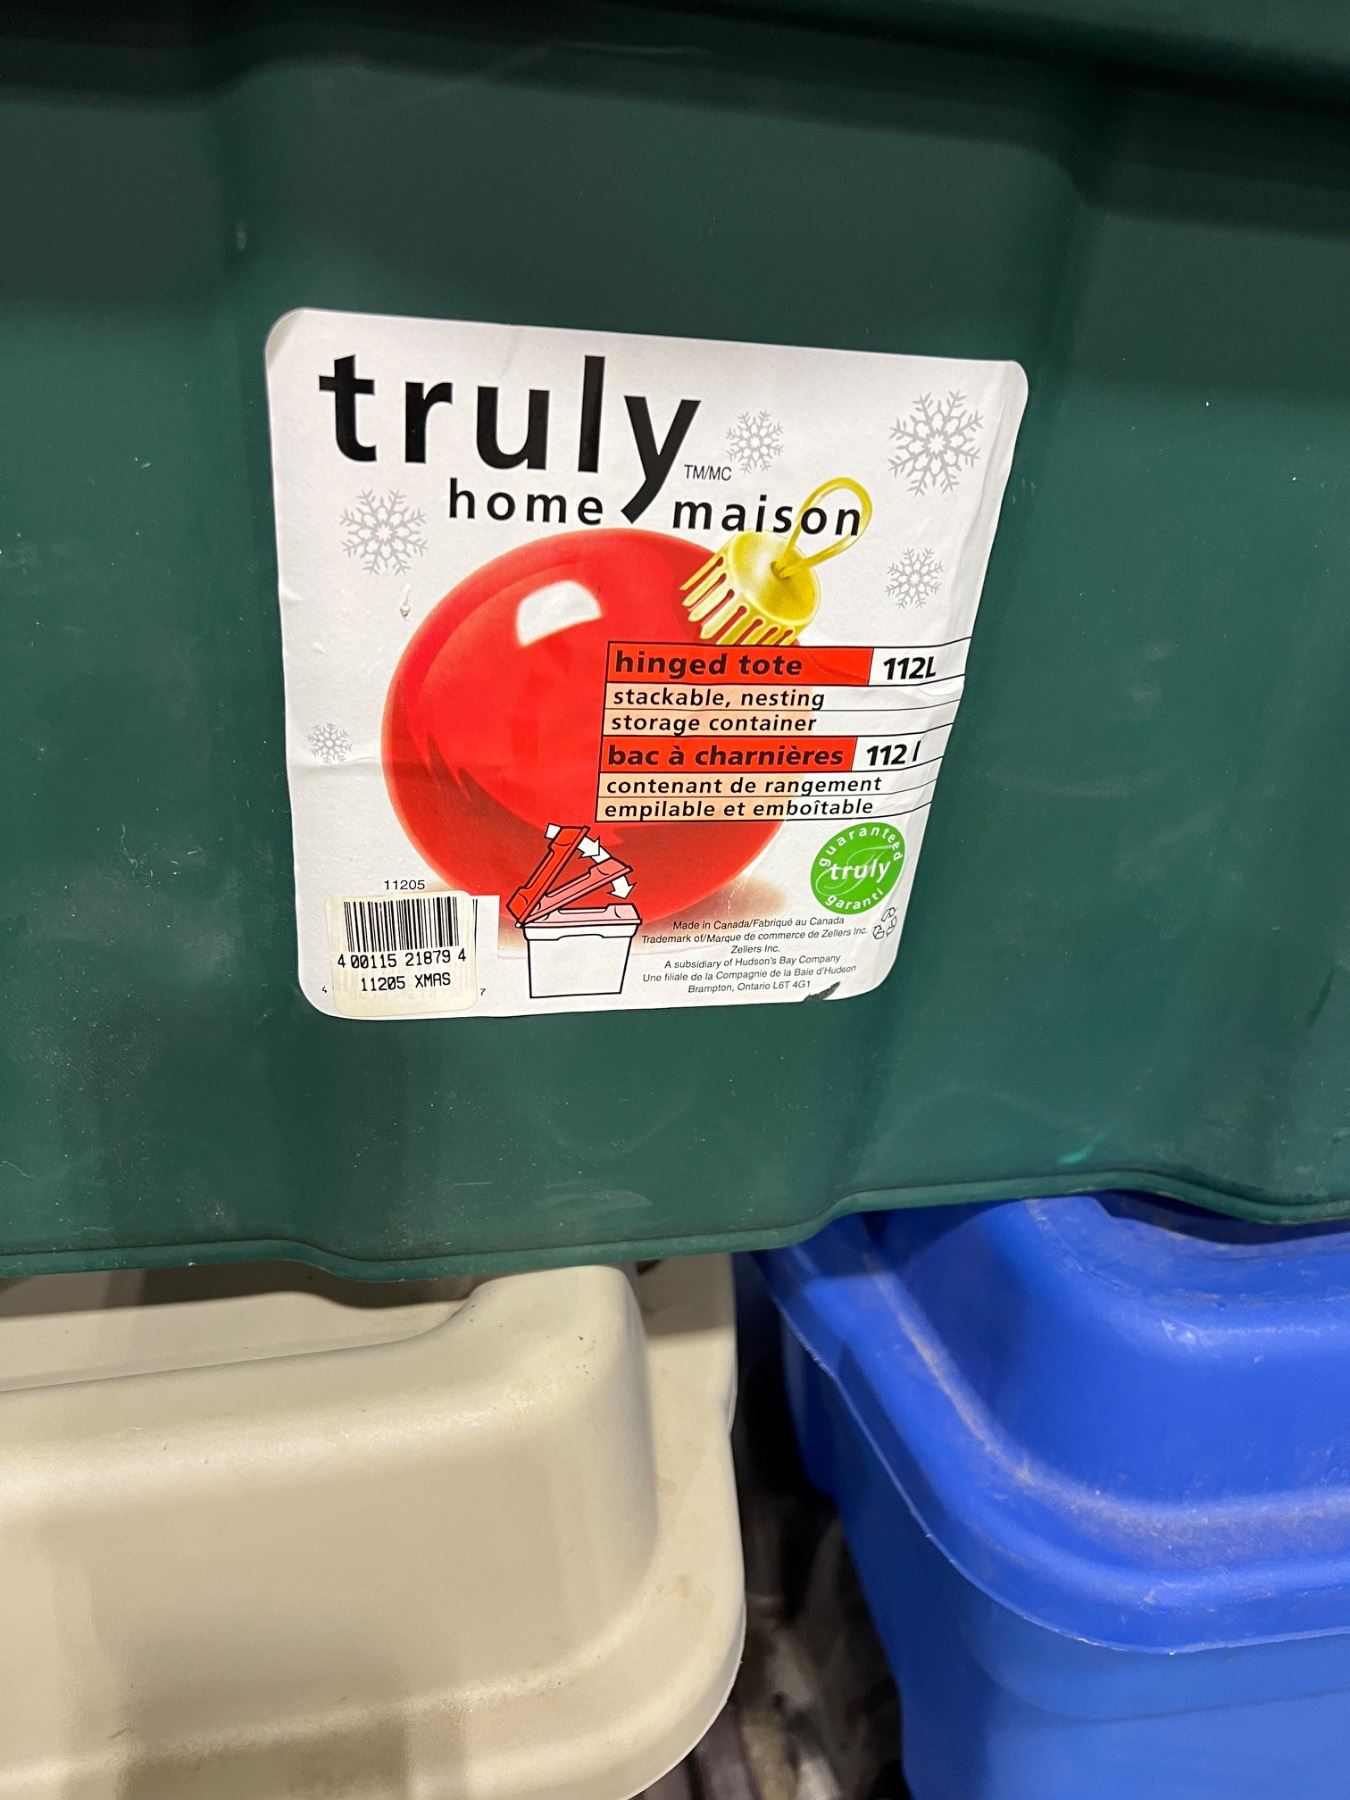 truly
TM/MC
home maison
hinged tote 112L
stackable, nesting
storage container
bac à charnières 112 l
contenant de rangement
empilable et emboîtable
guaranteed
truly
garanti
11205
4 00115 21879 4
11205 XMAS
4
7
Made in Canada/Fabriqué au Canada
Trademark of/Marque de commerce de Zellers Inc.
Zellers Inc.
A subsidiary of Hudson's Bay Company
Une filiale de la Compagnie de la Baie d'Hudson
Brampton, Ontario L6T 4G1